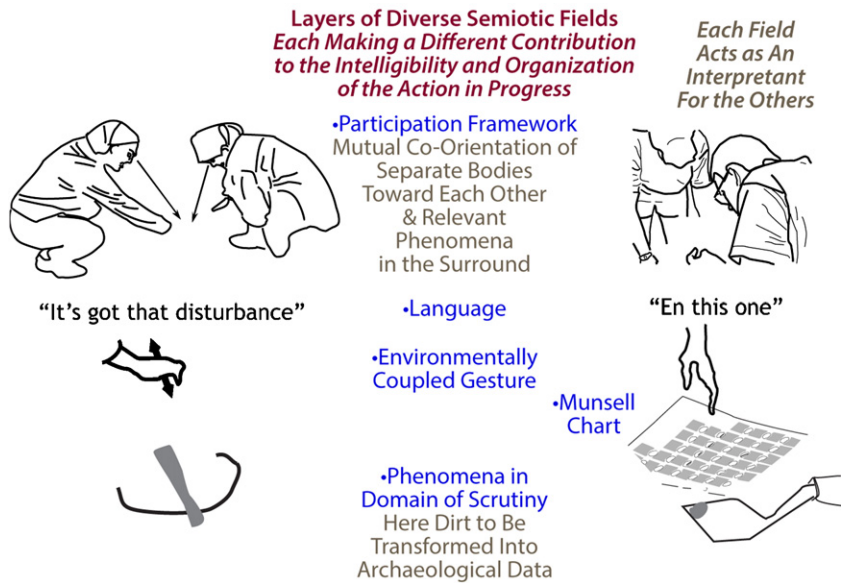 Layers of Diverse Semiotic Fields
Each Making a Different Contribution
to the Intelligibility and Organization
of the Action in Progress
Each Field
Acts as An
Interpretant
For the Others
•Participation Framework
Mutual Co-Orientation of
Separate Bodies
Toward Each Other
& Relevant
Phenomena
in the Surround
"It's got that disturbance"
•Language
"En this one"
•Environmentally
Coupled Gesture
•Munsell
Chart
•Phenomena in
Domain of Scrutiny
Here Dirt to Be
Transformed Into
Archaeological Data